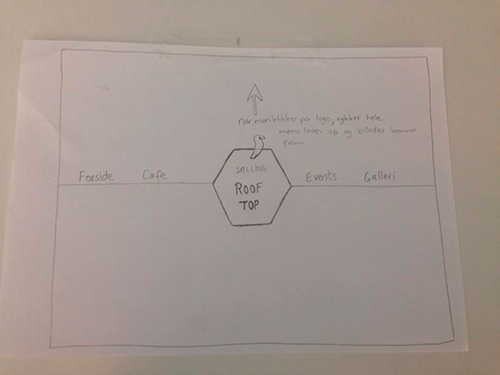 Når man klikker på logo, rykker hele
menu linien op og billeder kommer
frem.
Forside Cafe
SALLING
ROOF
TOP
Events Galleri